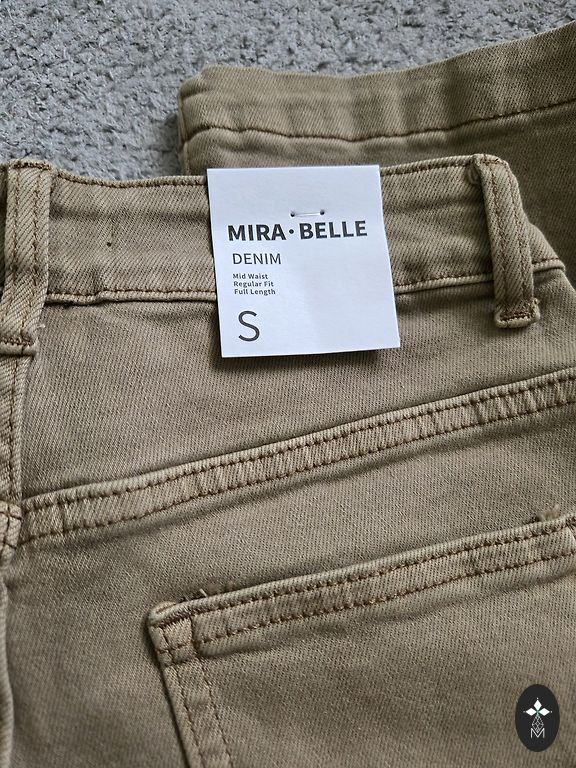 MIRA·BELLE
DENIM
Mid Waist
Regular Fit
Full Length
S
M